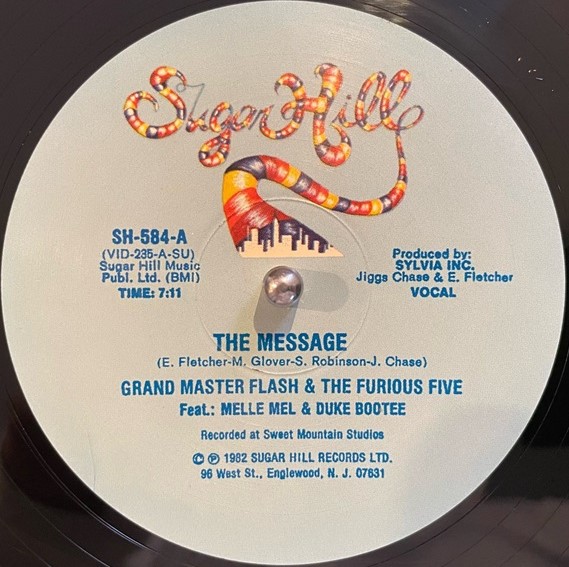 Sugar Hill
SH-584-A
(VID-235-A-SU)
Sugar Hill Music
Publ. Ltd. (BMI)
TIME: 7:11
Produced by:
SYLVIA INC.
Jiggs Chase & E. Fletcher
VOCAL
THE MESSAGE
(E. Fletcher-M. Glover-S. Robinson-J. Chase)
GRAND MASTER FLASH & THE FURIOUS FIVE
Feat.: MELLE MEL & DUKE BOOTEE
Recorded at Sweet Mountain Studios
© ℗ 1982 SUGAR HILL RECORDS LTD.
96 West St., Englewood, N. J. 07631